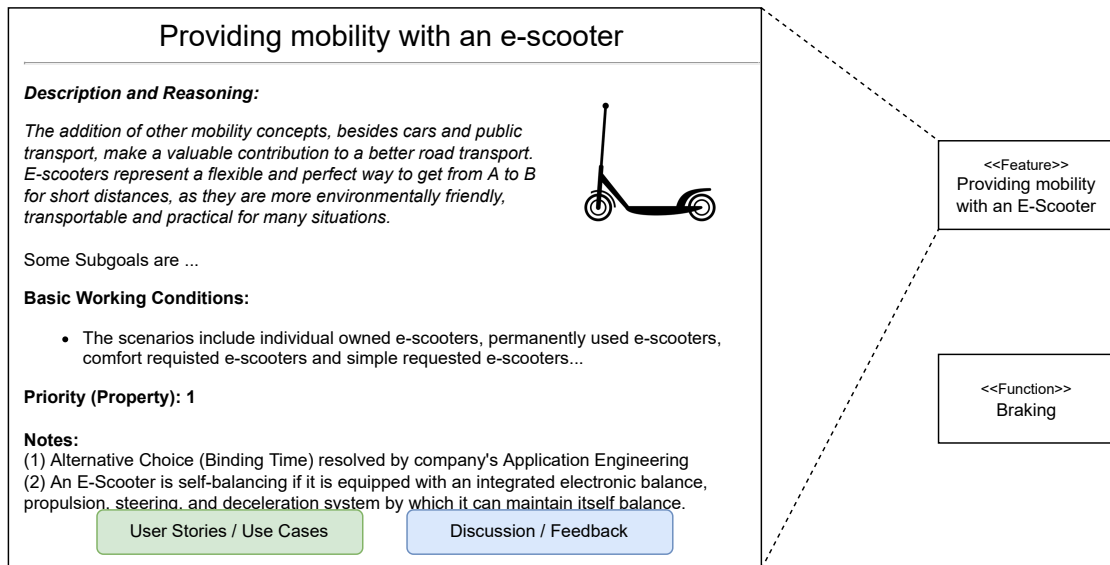 Providing mobility with an e-scooter
Description and Reasoning:
The addition of other mobility concepts, besides cars and public
transport, make a valuable contribution to a better road transport.
E-scooters represent a flexible and perfect way to get from A to B
for short distances, as they are more environmentally friendly,
transportable and practical for many situations.
Some Subgoals are ...
Basic Working Conditions:
• The scenarios include individual owned e-scooters, permanently used e-scooters,
comfort requisted e-scooters and simple requested e-scooters...
Priority (Property): 1
Notes:
(1) Alternative Choice (Binding Time) resolved by company's Application Engineering
(2) An E-Scooter is self-balancing if it is equipped with an integrated electronic balance,
propulsion, steering, and deceleration system by which it can maintain itself balance.
User Stories / Use Cases
Discussion / Feedback
<<Feature>>
Providing mobility
with an E-Scooter
<<Function>>
Braking